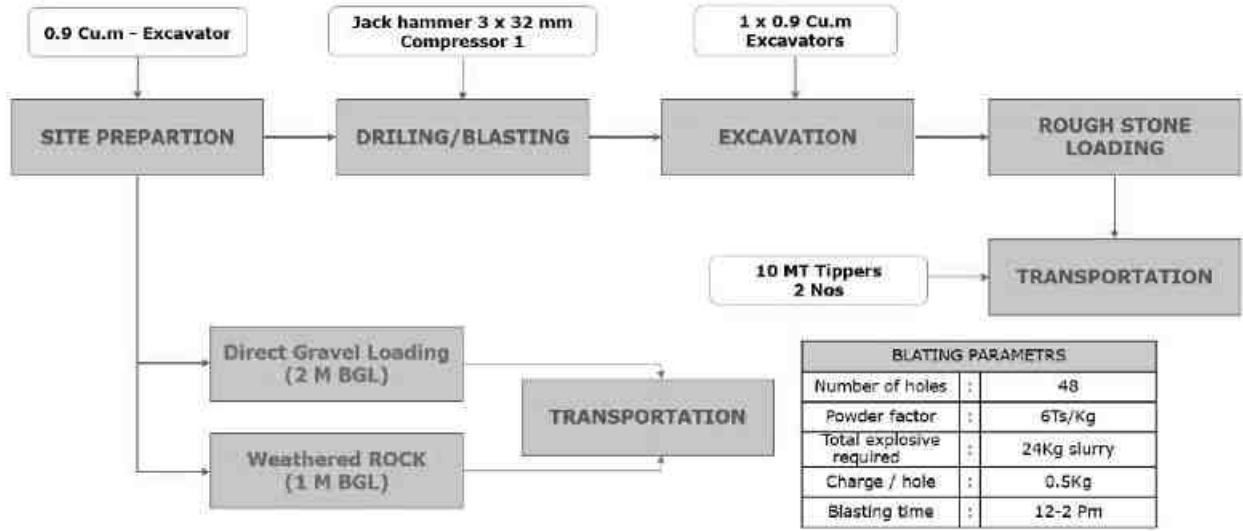 0.9 Cu.m - Excavator
Jack hammer 3 x 32 mm
Compressor 1
1 x 0.9 Cu.m
Excavators
SITE PREPARTION
DRILING/BLASTING
EXCAVATION
ROUGH STONE
LOADING
10 MT Tippers
2 Nos
TRANSPORTATION
Direct Gravel Loading
(2 M BGL)
TRANSPORTATION
Weathered ROCK
(1 M BGL)
BLATING PARAMETRS
Number of holes : 48
Powder factor : 6Ts/Kg
Total explosive
required : 24Kg slurry
Charge / hole : 0.5Kg
Blasting time : 12-2 Pm